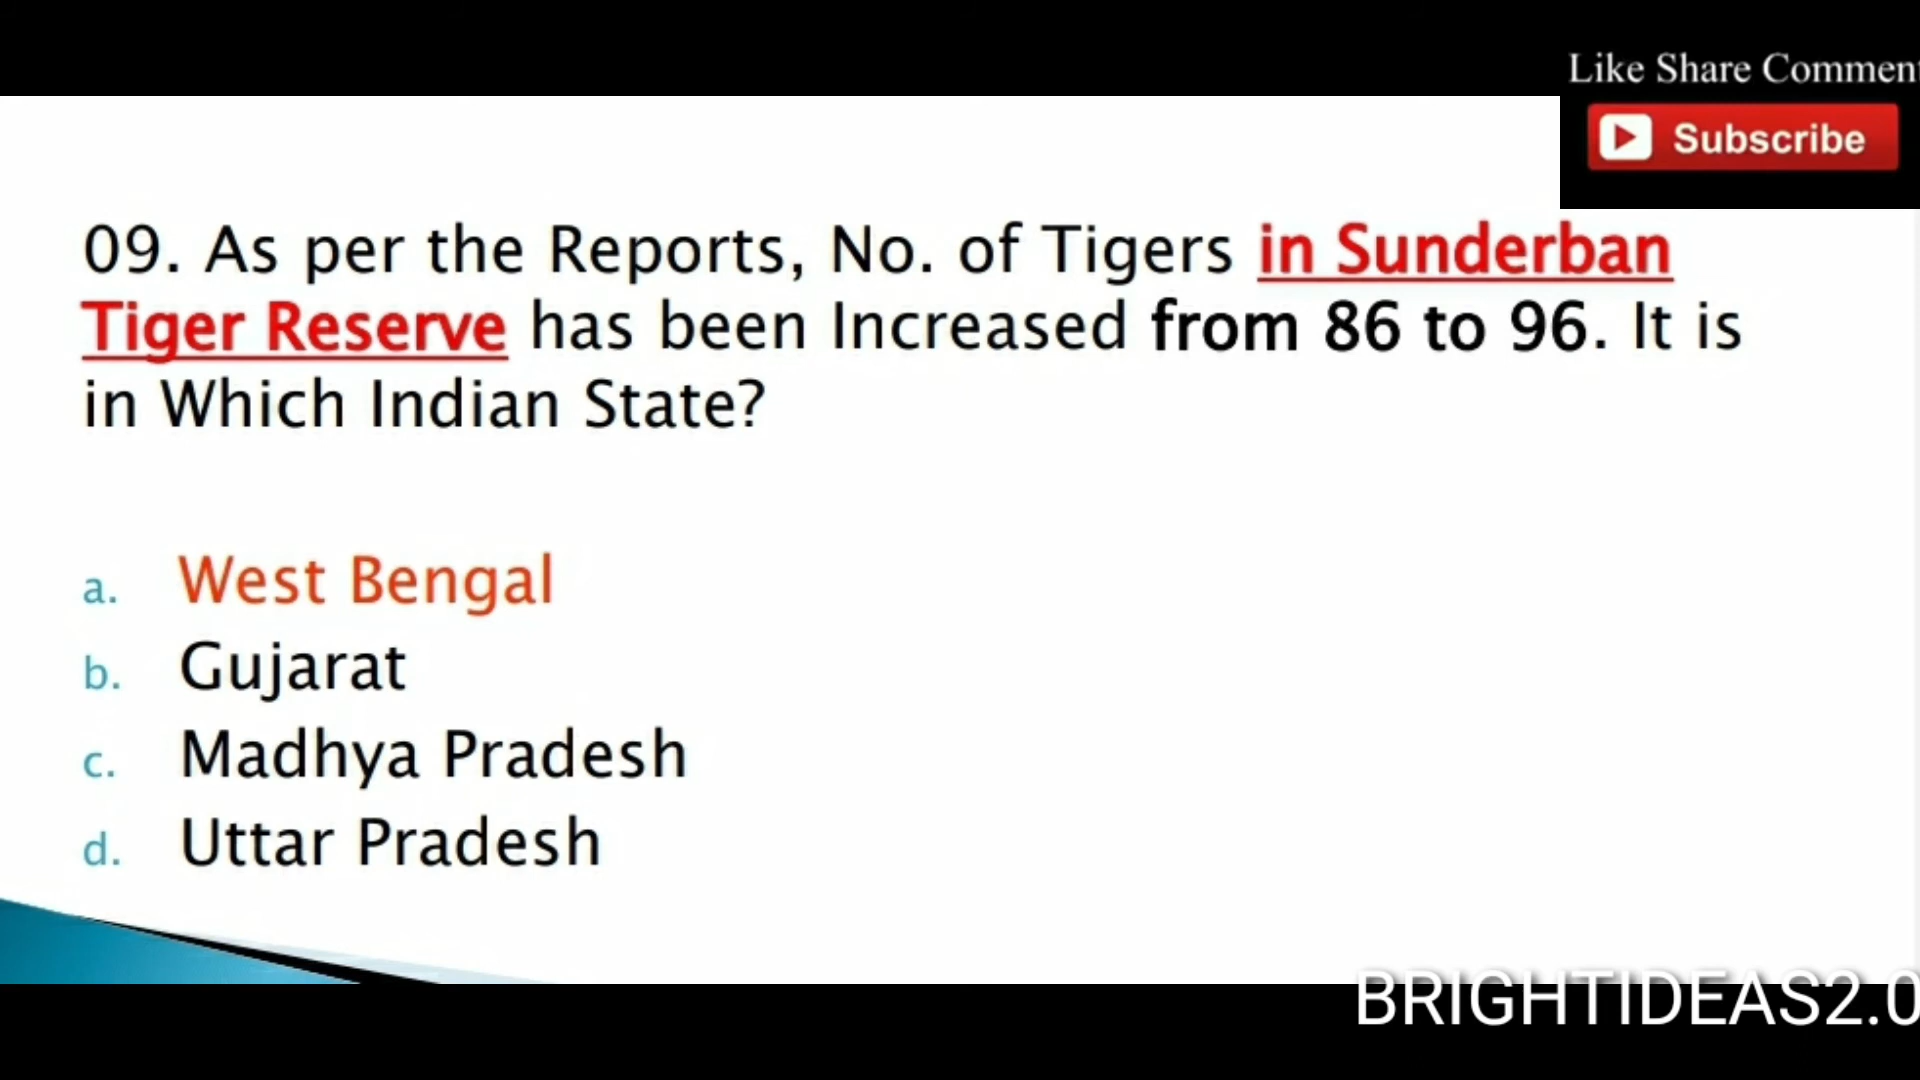 Like Share Comment
Subscribe
09. As per the Reports, No. of Tigers in Sunderban
Tiger Reserve has been Increased from 86 to 96. It is
in Which Indian State?
a. West Bengal
b. Gujarat
c. Madhya Pradesh
d. Uttar Pradesh
BRIGHTIDEAS2.0